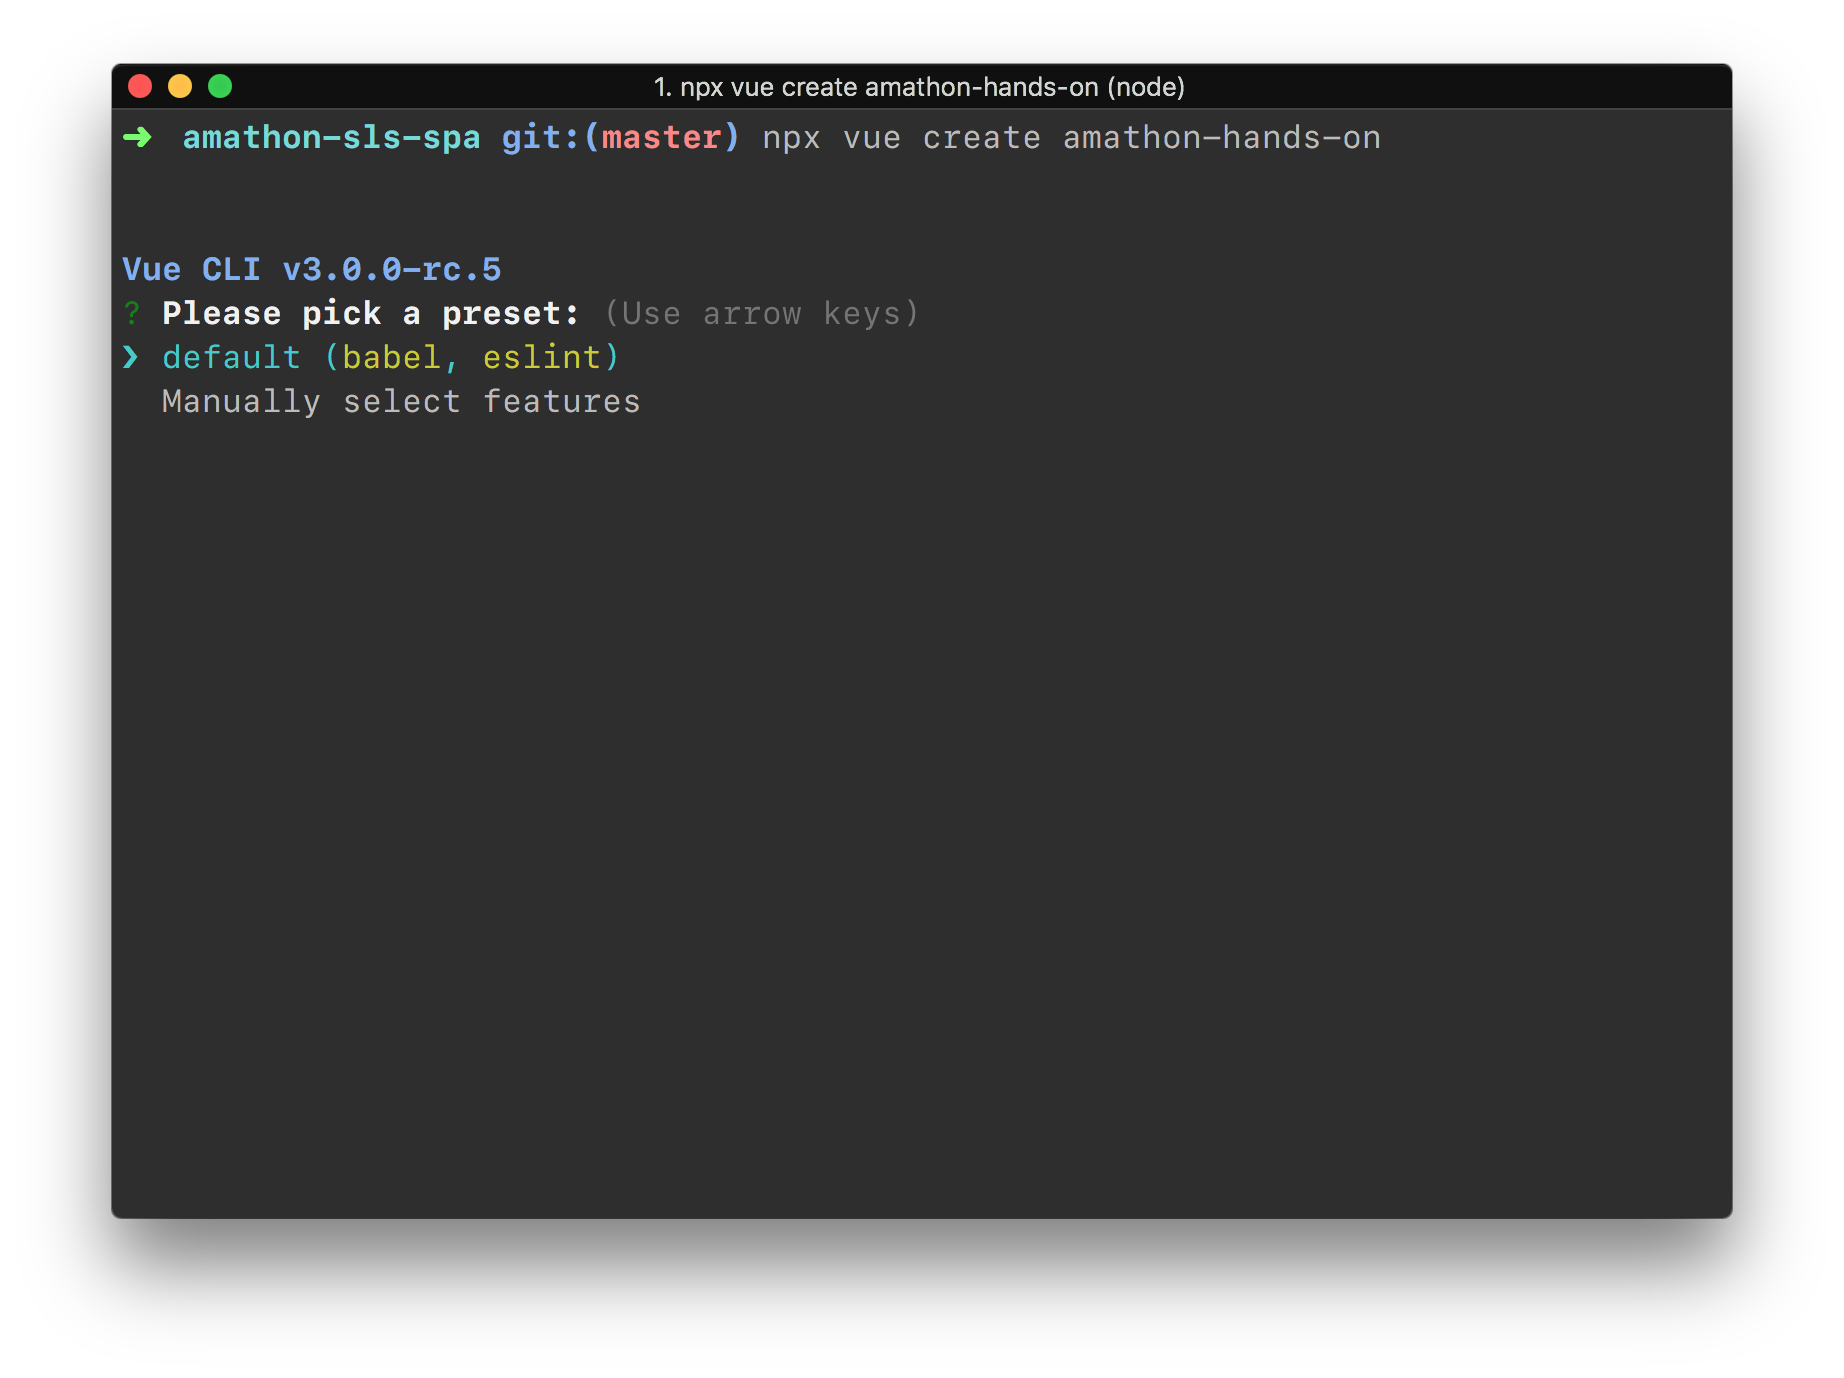 1. npx vue create amathon-hands-on (node)
➜ amathon-sls-spa git:(master) npx vue create amathon-hands-on
Vue CLI v3.0.0-rc.5
? Please pick a preset: (Use arrow keys)
❯ default (babel, eslint)
Manually select features